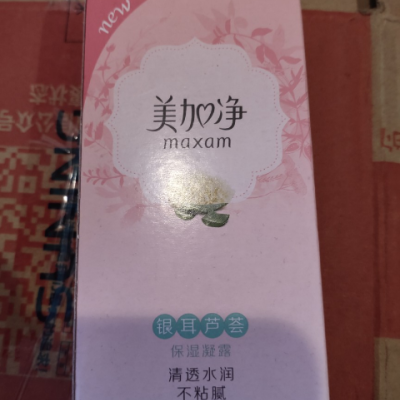 new
美加净
maxam
银耳芦荟
保湿凝露
清透水润
不粘腻
SUNING